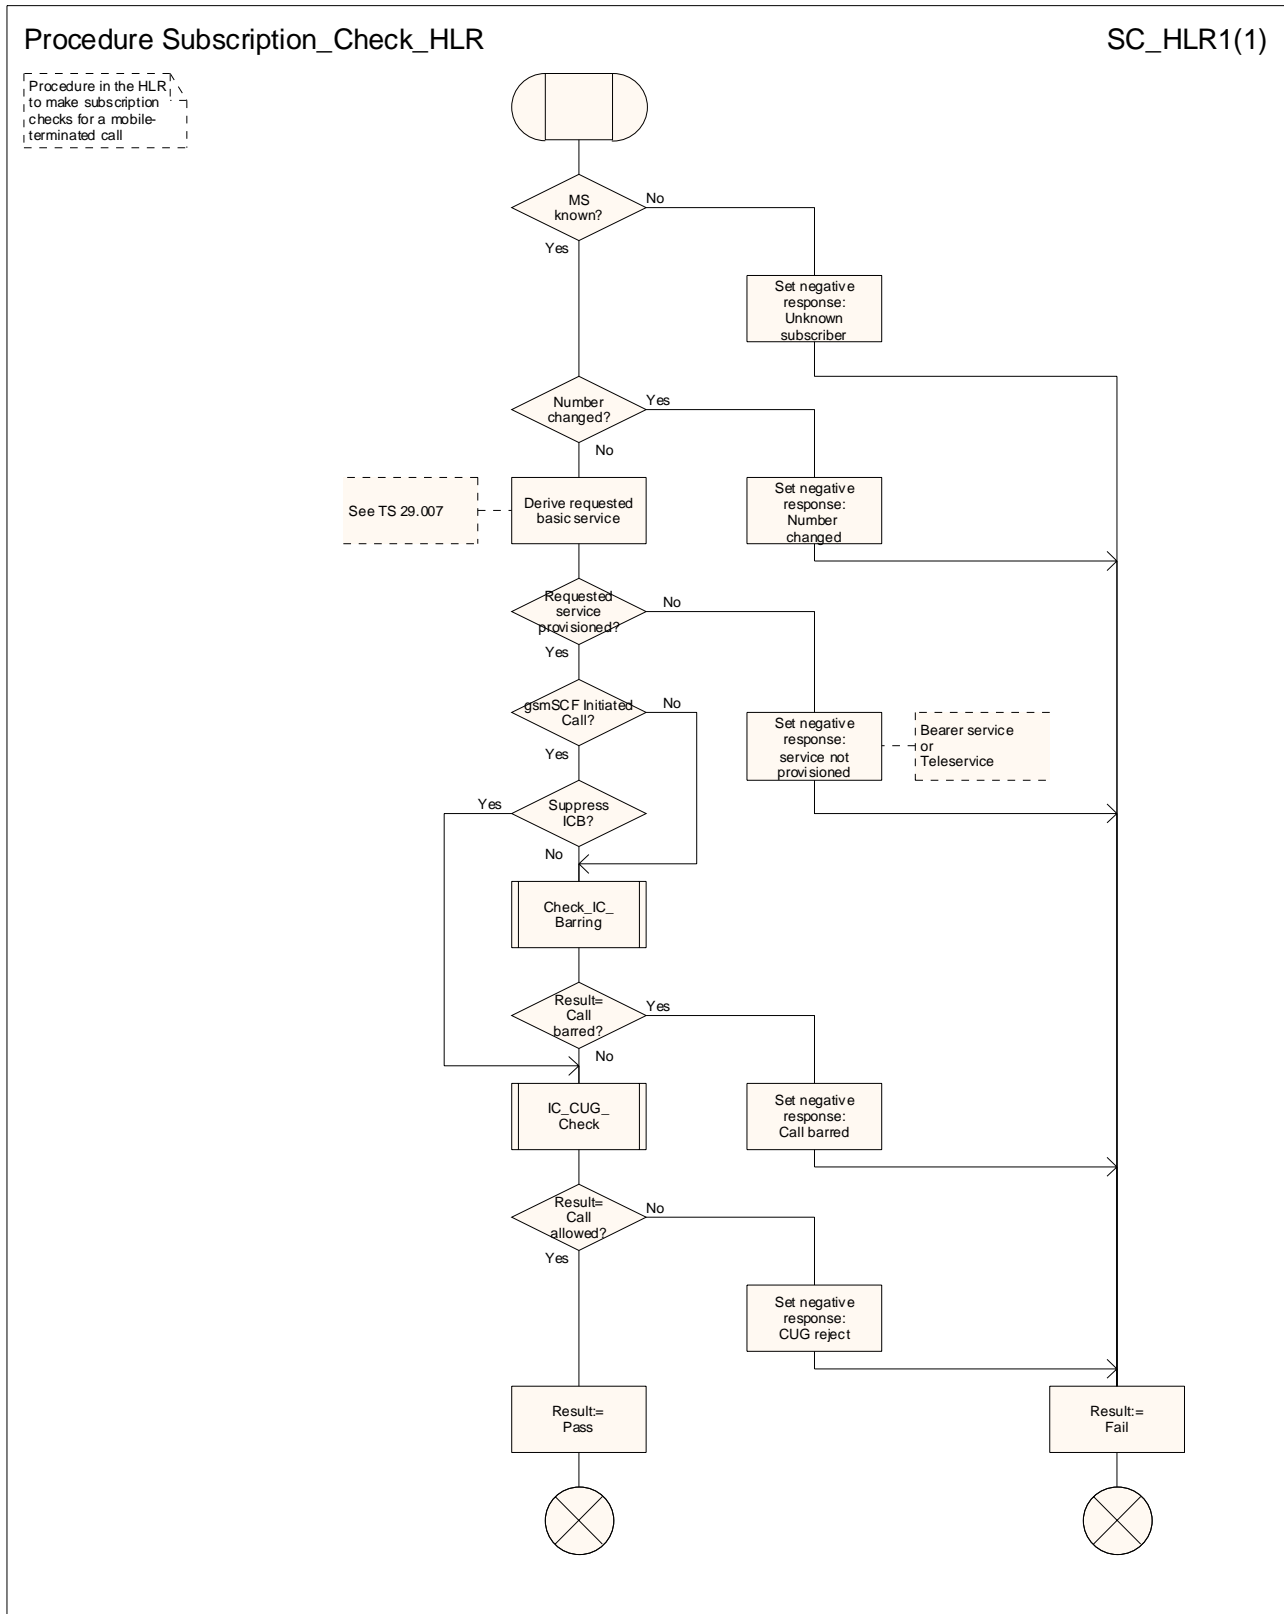 Procedure Subscription_Check_HLR
SC_HLR1(1)
Procedure in the HLR
to make subscription
checks for a mobile-
terminated call
MS
known?
No
Yes
Set negative
response:
Unknown
subscriber
Number
changed?
Yes
No
See TS 29.007
Derive requested
basic service
Set negative
response:
Number
changed
Requested
service
provisioned?
No
Yes
gsmSCF Initiated
Call?
No
Yes
Set negative
response:
service not
provisioned
Bearer service
or
Teleservice
Yes
Suppress
ICB?
No
Check_IC_
Barring
Result=
Call
barred?
Yes
No
IC_CUG_
Check
Set negative
response:
Call barred
Result=
Call
allowed?
No
Yes
Set negative
response:
CUG reject
Result:=
Pass
Result:=
Fail